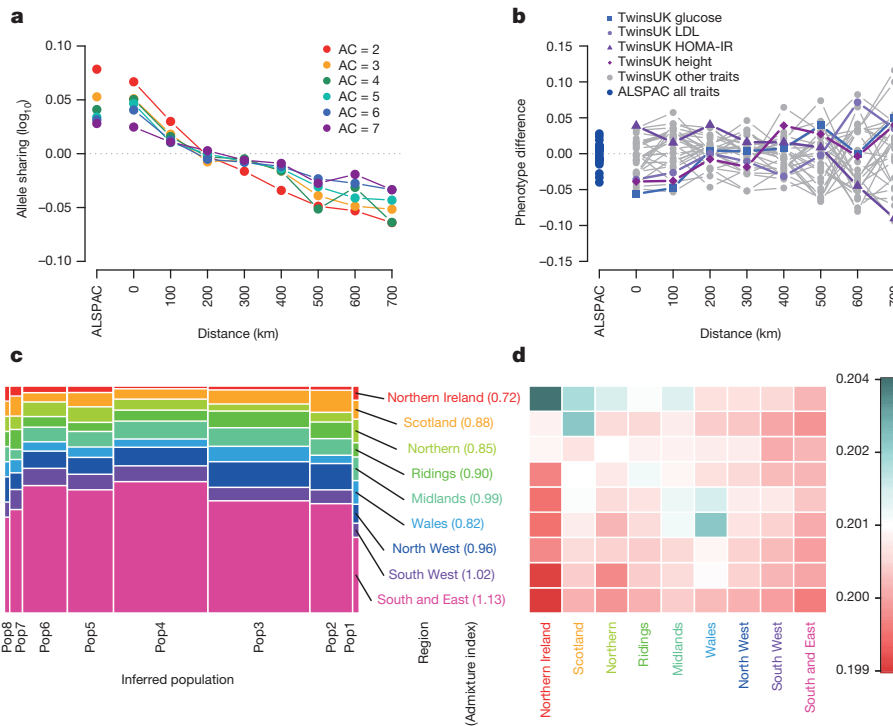 a
0.10
0.05
0.00
−0.05
−0.10
Allele sharing (log10)
AC = 2
AC = 3
AC = 4
AC = 5
AC = 6
AC = 7
ALSPAC
0
100
200
300
400
500
600
700
Distance (km)
b
TwinsUK glucose
TwinsUK LDL
TwinsUK HOMA-IR
TwinsUK height
TwinsUK other traits
ALSPAC all traits
0.15
0.10
0.05
0.00
−0.05
−0.10
−0.15
Phenotype difference
ALSPAC
0
100
200
300
400
500
600
700
Distance (km)
c
Northern Ireland (0.72)
Scotland (0.88)
Northern (0.85)
Ridings (0.90)
Midlands (0.99)
Wales (0.82)
North West (0.96)
South West (1.02)
South and East (1.13)
Pop8
Pop7
Pop6
Pop5
Pop4
Pop3
Pop2
Pop1
Inferred population
Region
(Admixture index)
d
0.204
0.202
0.201
0.200
0.199
Northern Ireland
Scotland
Northern
Ridings
Midlands
Wales
North West
South West
South and East